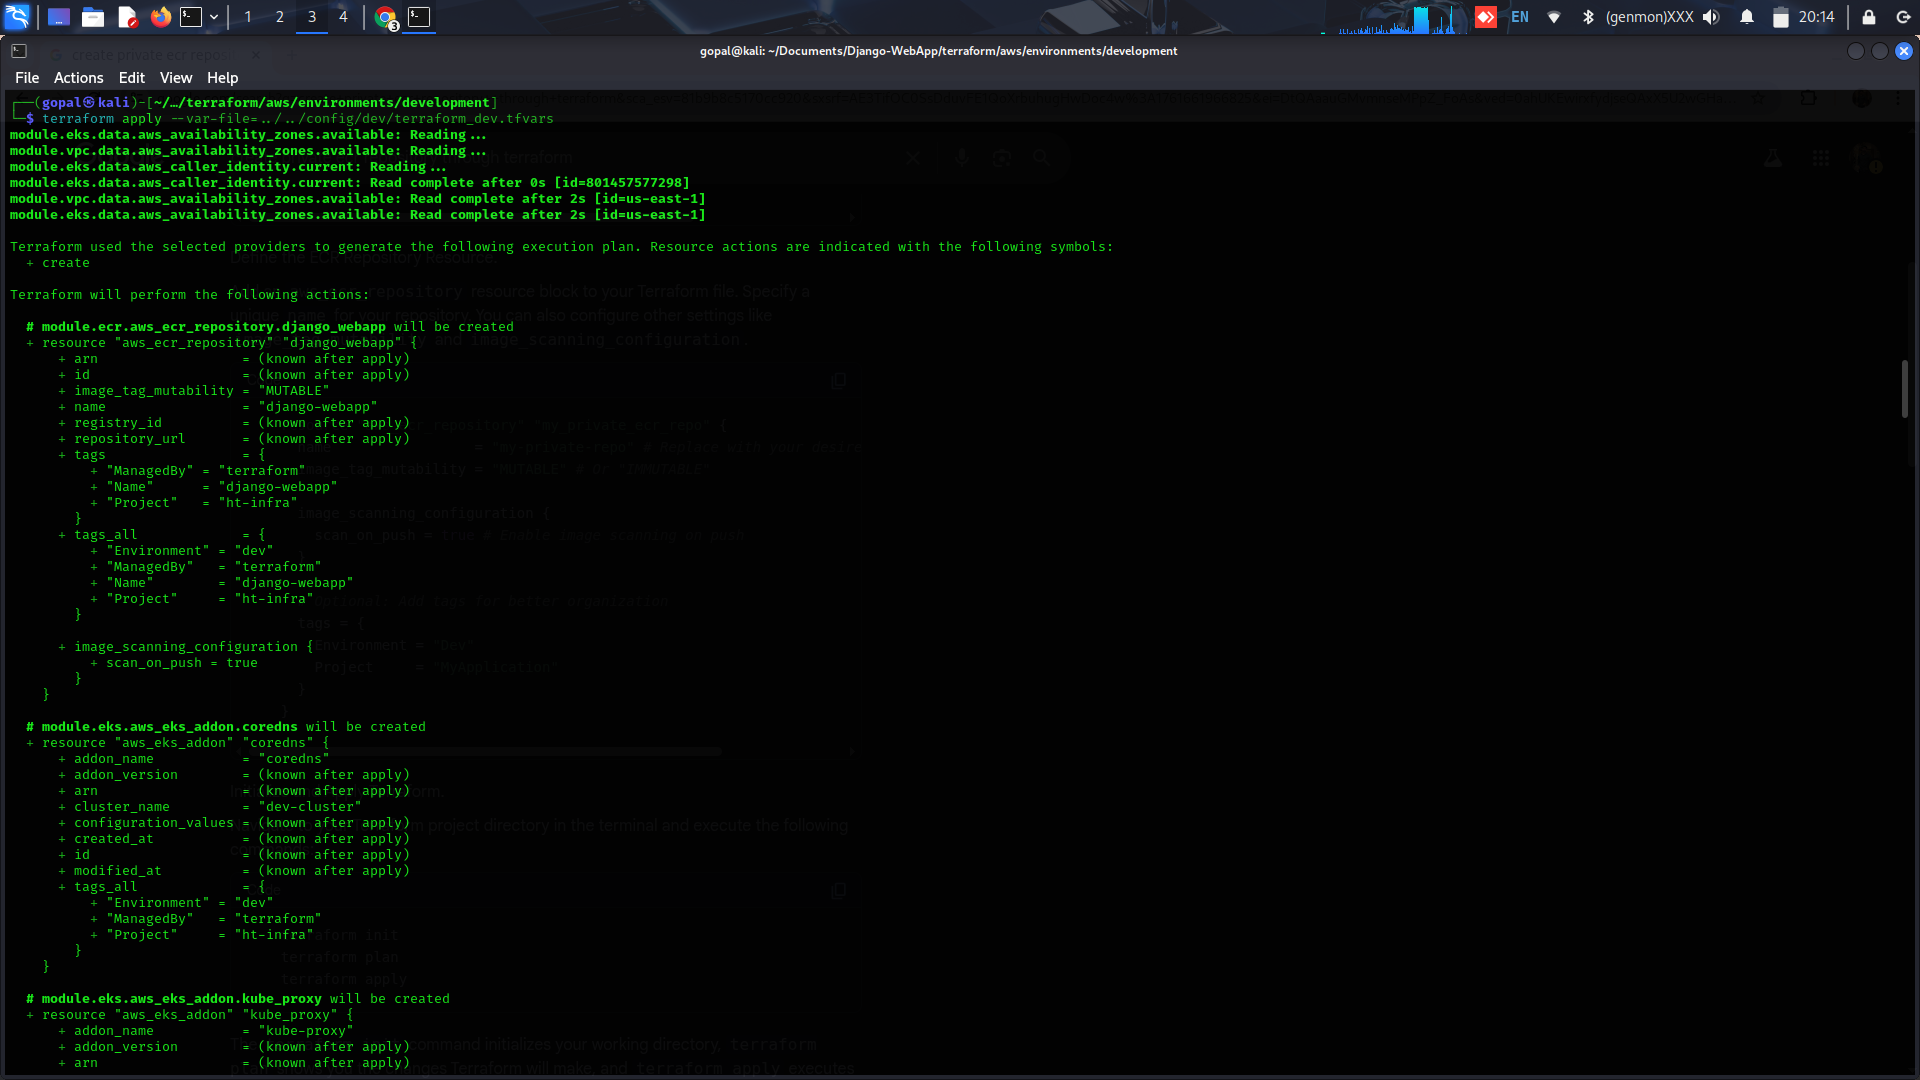 1 2 3 4
3
EN
(genmon)XXX
20:14
create private ecr repos
gopal@kali: ~/Documents/Django-WebApp/terraform/aws/environments/development
File Actions Edit View Help
┌──(gopal㉿kali)-[~/…/terraform/aws/environments/development]
└─$ terraform apply --var-file=../../config/dev/terraform_dev.tfvars
module.eks.data.aws_availability_zones.available: Reading...
module.vpc.data.aws_availability_zones.available: Reading...
module.eks.data.aws_caller_identity.current: Reading...
module.eks.data.aws_caller_identity.current: Read complete after 0s [id=801457577298]
module.vpc.data.aws_availability_zones.available: Read complete after 2s [id=us-east-1]
module.eks.data.aws_availability_zones.available: Read complete after 2s [id=us-east-1]
Terraform used the selected providers to generate the following execution plan. Resource actions are indicated with the following symbols:
+ create
Terraform will perform the following actions:
# module.ecr.aws_ecr_repository.django_webapp will be created
+ resource "aws_ecr_repository" "django_webapp" {
+ arn = (known after apply)
+ id = (known after apply)
+ image_tag_mutability = "MUTABLE"
+ name = "django-webapp"
+ registry_id = (known after apply)
+ repository_url = (known after apply)
+ tags = {
+ "ManagedBy" = "terraform"
+ "Name" = "django-webapp"
+ "Project" = "ht-infra"
}
+ tags_all = {
+ "Environment" = "dev"
+ "ManagedBy" = "terraform"
+ "Name" = "django-webapp"
+ "Project" = "ht-infra"
}
+ image_scanning_configuration {
+ scan_on_push = true
}
}
# module.eks.aws_eks_addon.coredns will be created
+ resource "aws_eks_addon" "coredns" {
+ addon_name = "coredns"
+ addon_version = (known after apply)
+ arn = (known after apply)
+ cluster_name = "dev-cluster"
+ configuration_values = (known after apply)
+ created_at = (known after apply)
+ id = (known after apply)
+ modified_at = (known after apply)
+ tags_all = {
+ "Environment" = "dev"
+ "ManagedBy" = "terraform"
+ "Project" = "ht-infra"
}
}
# module.eks.aws_eks_addon.kube_proxy will be created
+ resource "aws_eks_addon" "kube_proxy" {
+ addon_name = "kube-proxy"
+ addon_version = (known after apply)
+ arn = (known after apply)